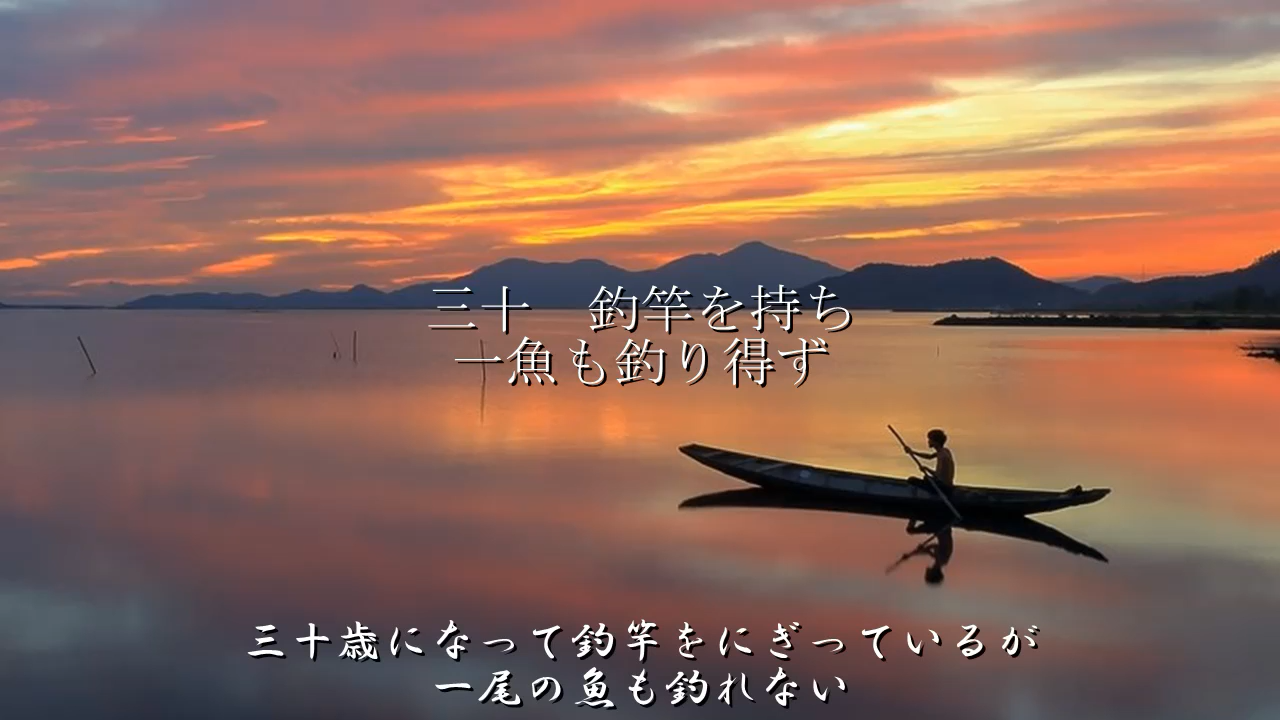 三十　釣竿を持ち
一魚も釣り得ず
三十歳になって釣竿をにぎっているが
一尾の魚も釣れない